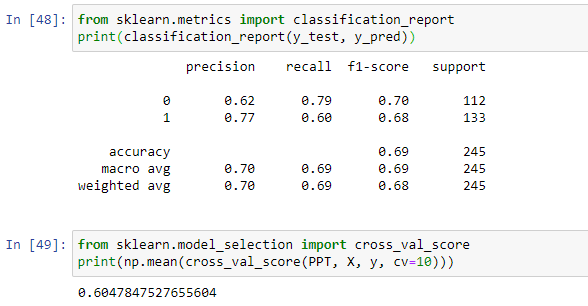 In [48]: from sklearn.metrics import classification_report
print(classification_report(y_test, y_pred))
precision recall f1-score support
0 0.62 0.79 0.70 112
1 0.77 0.60 0.68 133
accuracy 0.69 245
macro avg 0.70 0.69 0.69 245
weighted avg 0.70 0.69 0.68 245
In [49]: from sklearn.model_selection import cross_val_score
print(np.mean(cross_val_score(PPT, X, y, cv=10)))
0.6047847527655604